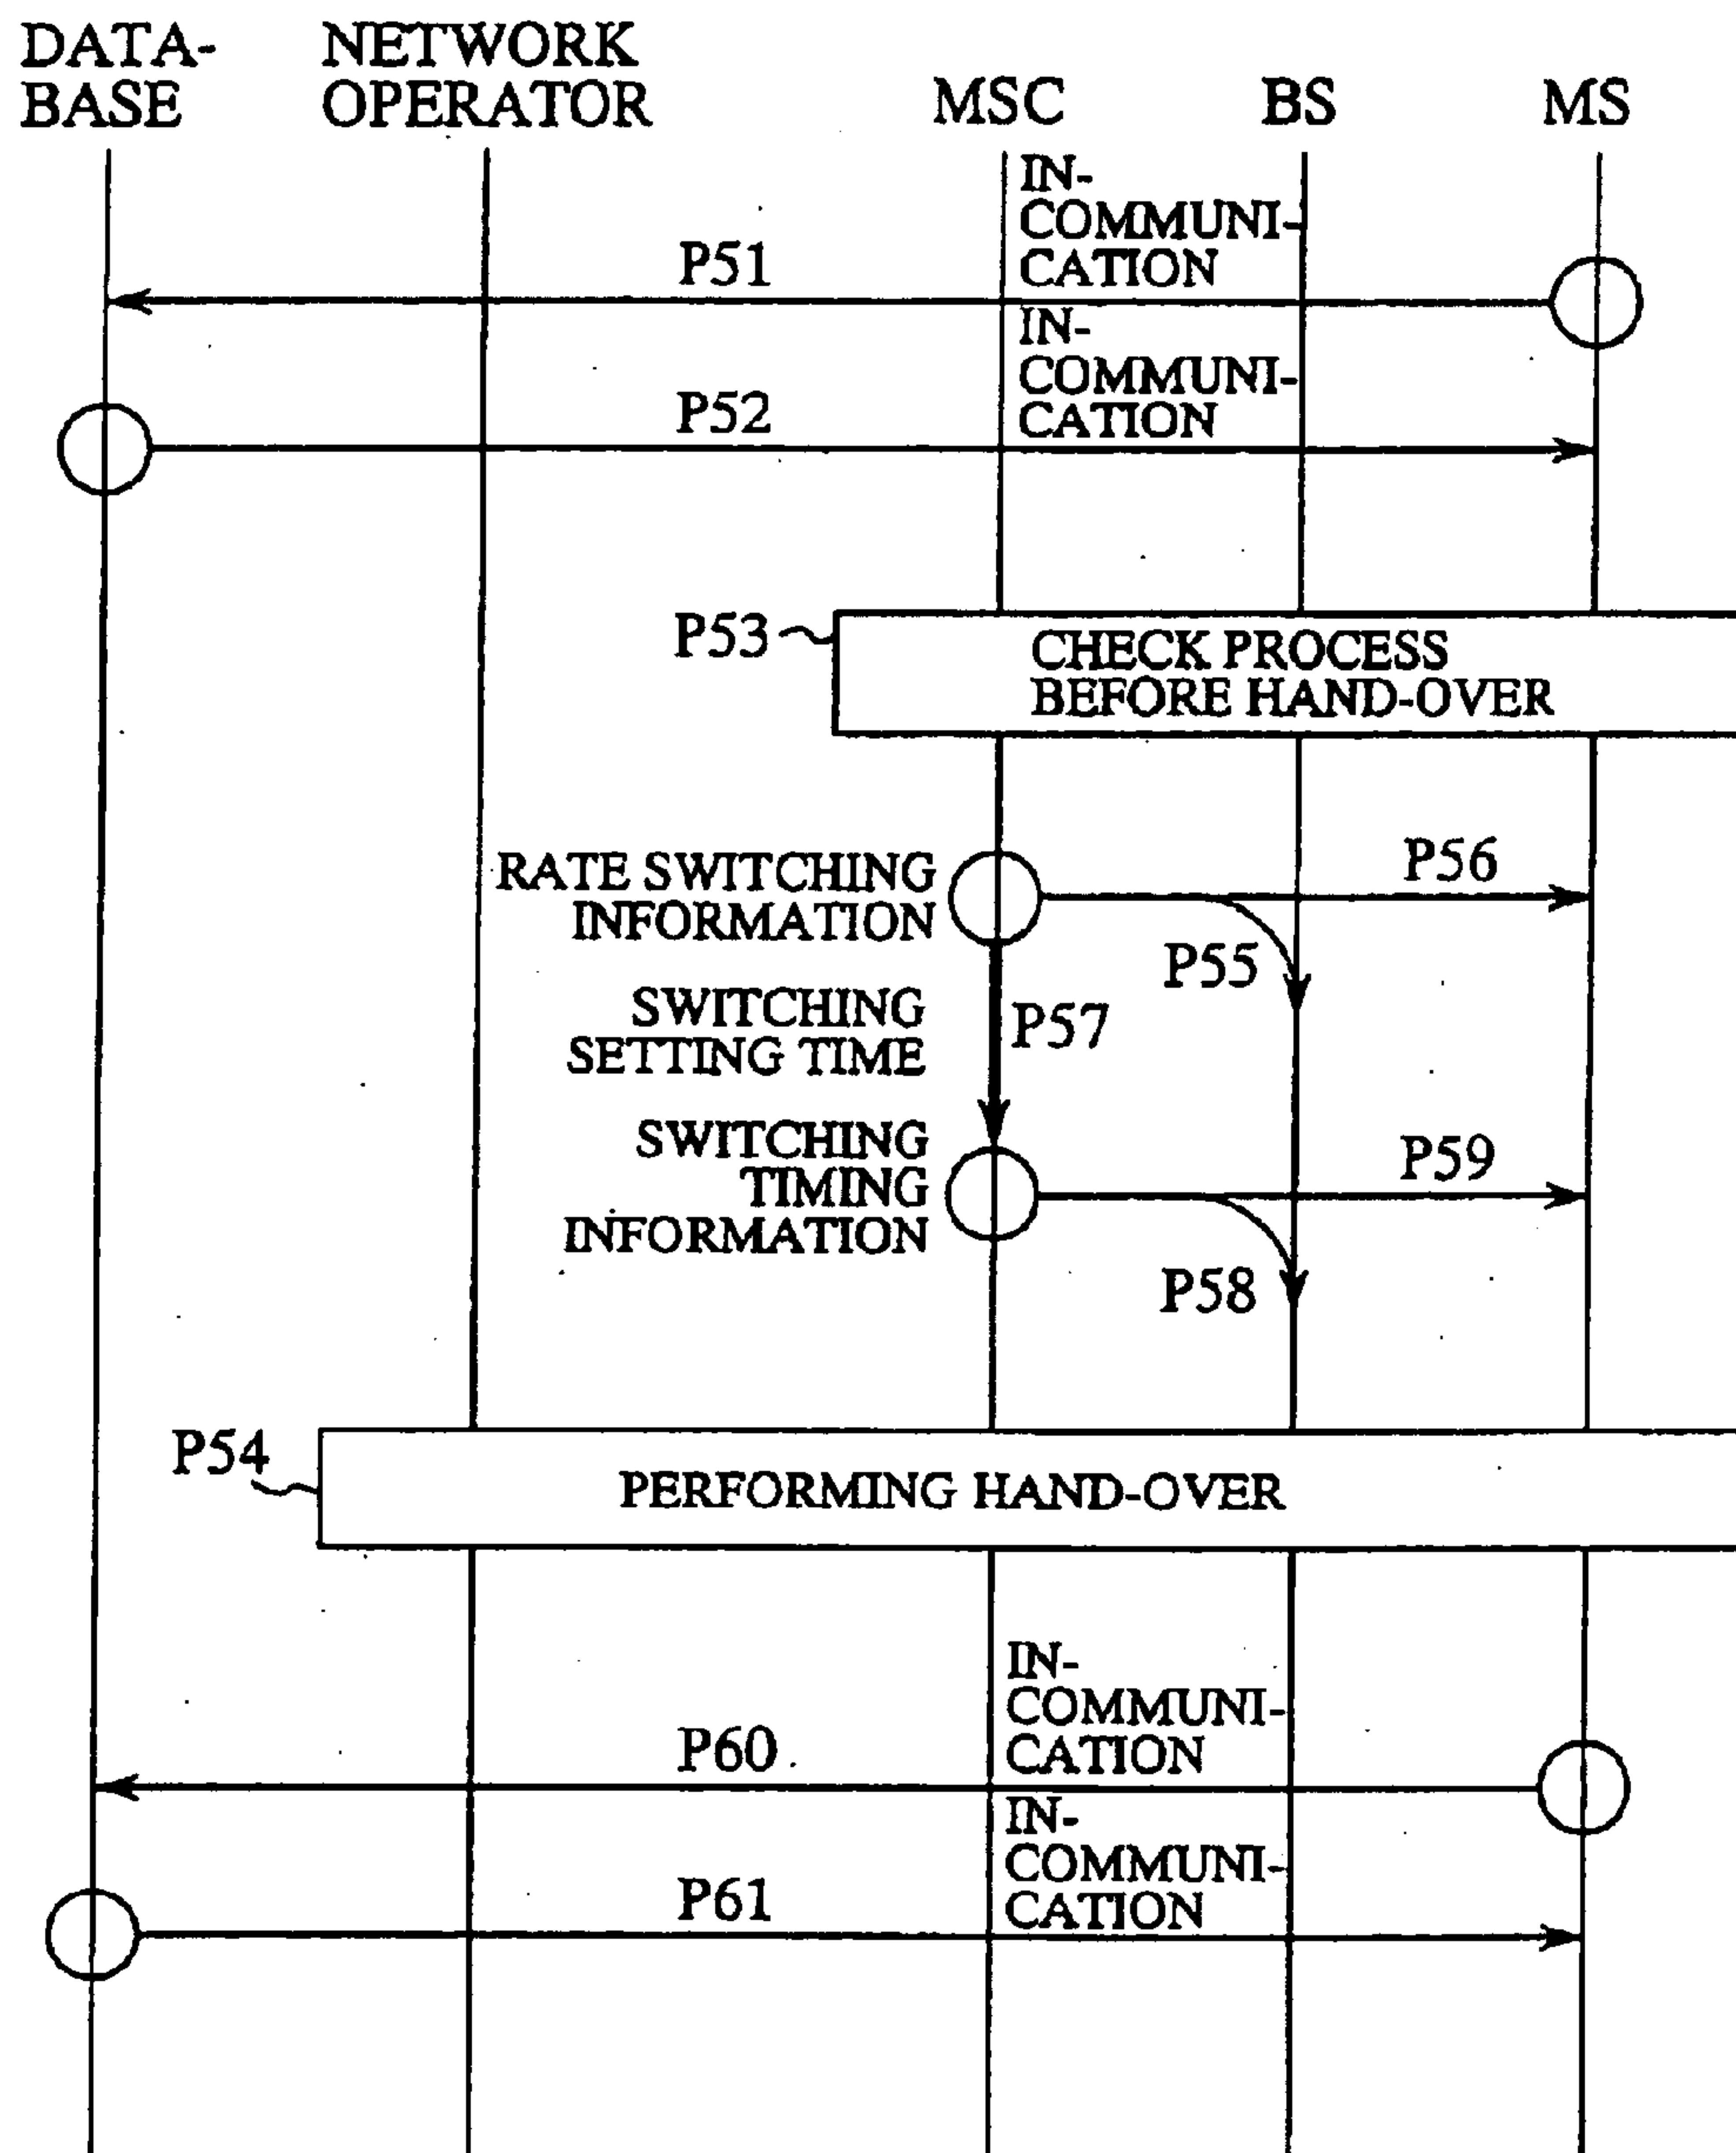 DATA-
BASE
NETWORK
OPERATOR
MSC
BS
MS
IN-
COMMUNI-
CATION
P51
IN-
COMMUNI-
CATION
P52
P53
CHECK PROCESS
BEFORE HAND-OVER
RATE SWITCHING
INFORMATION
P56
P55
SWITCHING
SETTING TIME
P57
SWITCHING
TIMING
INFORMATION
P59
P58
P54
PERFORMING HAND-OVER
IN-
COMMUNI-
CATION
P60
IN-
COMMUNI-
CATION
P61